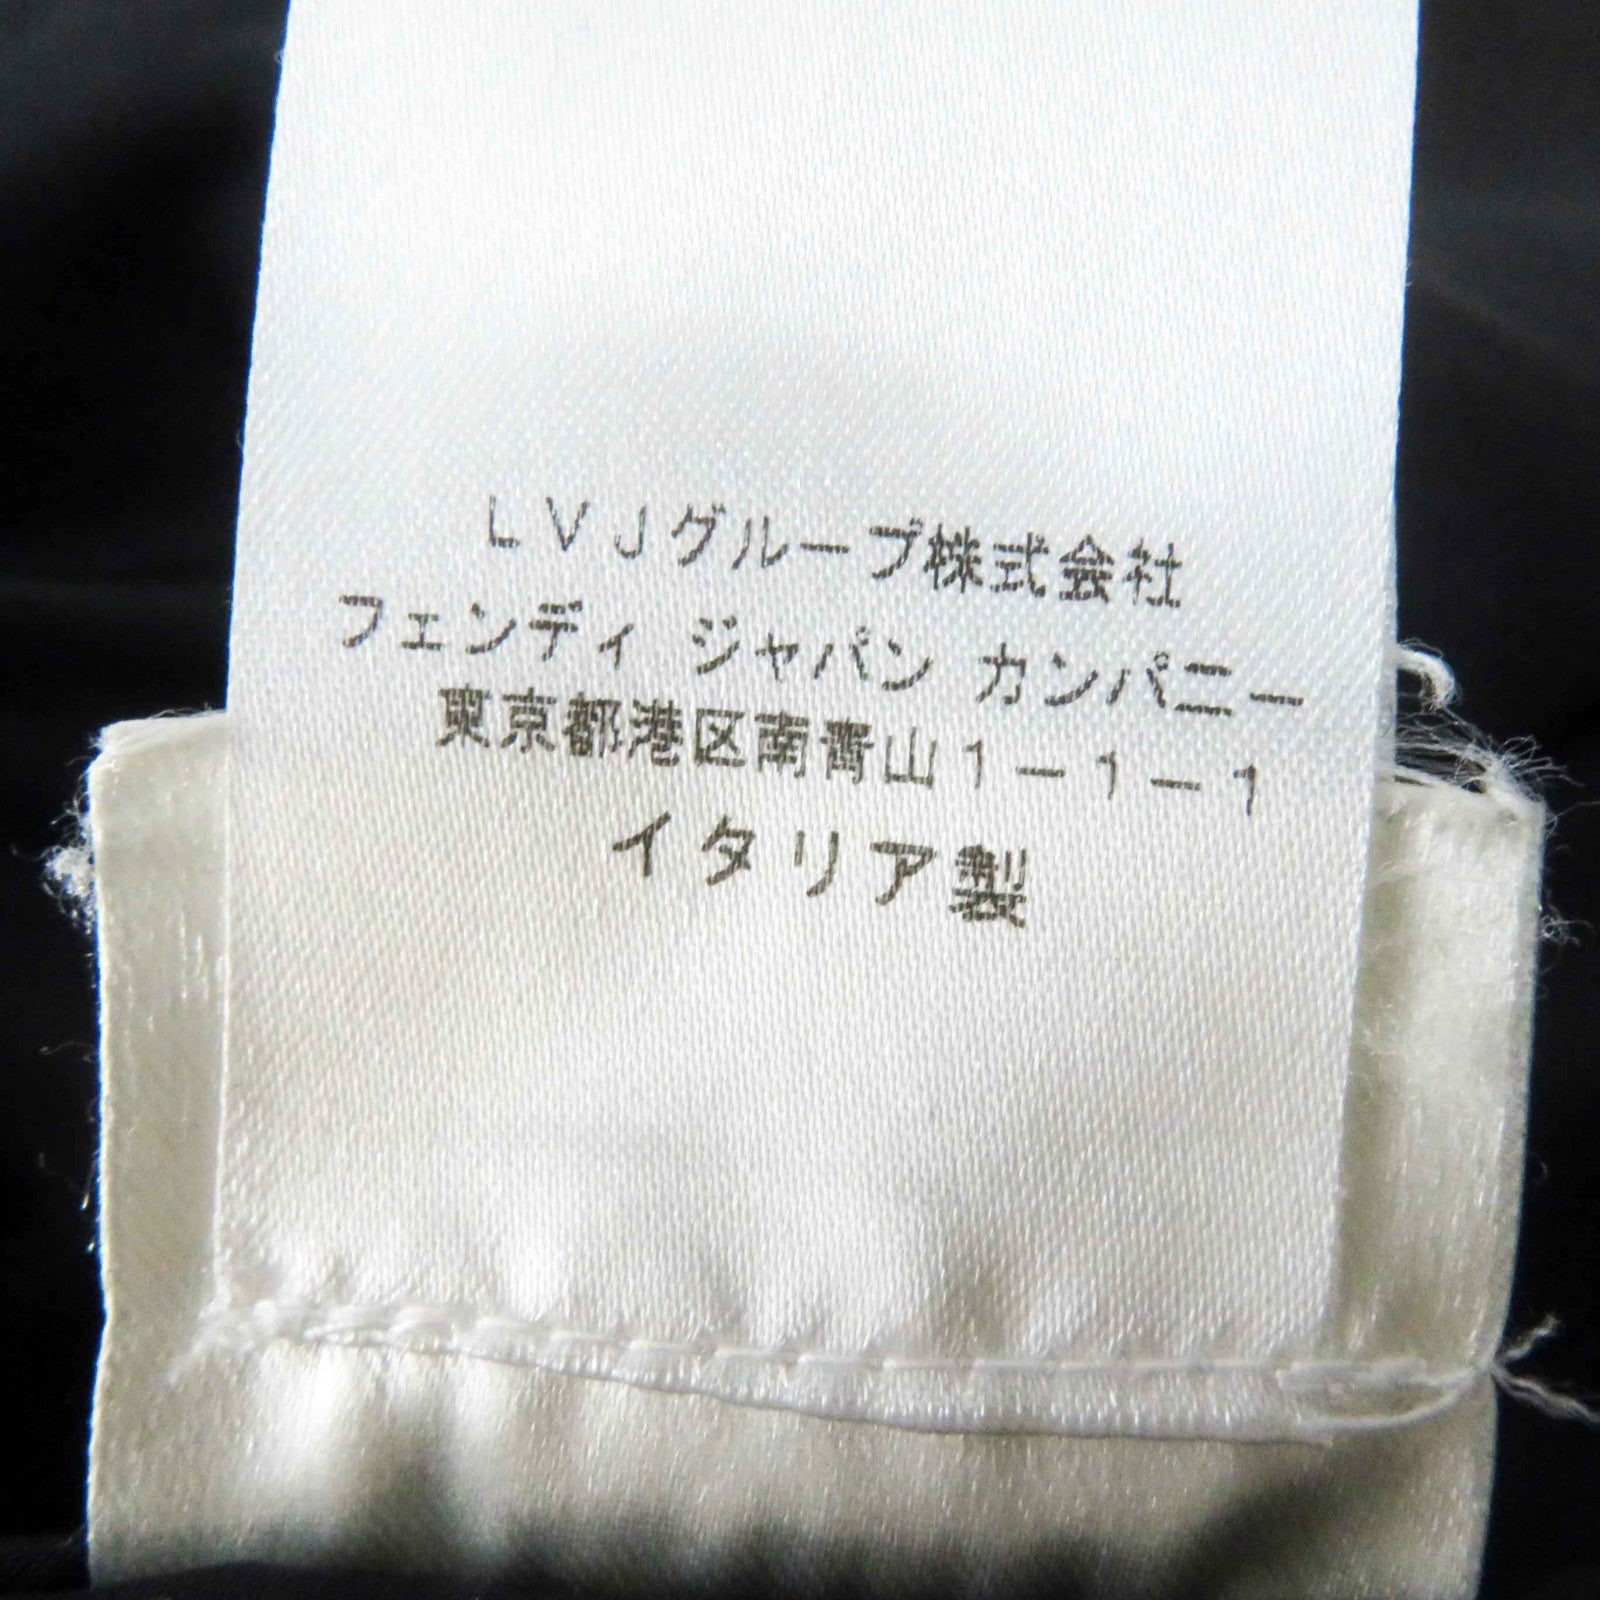 ＬＶＪグループ株式会社
フェンディ ジャパン カンパニー
東京都港区南青山１－１－１
イタリア製